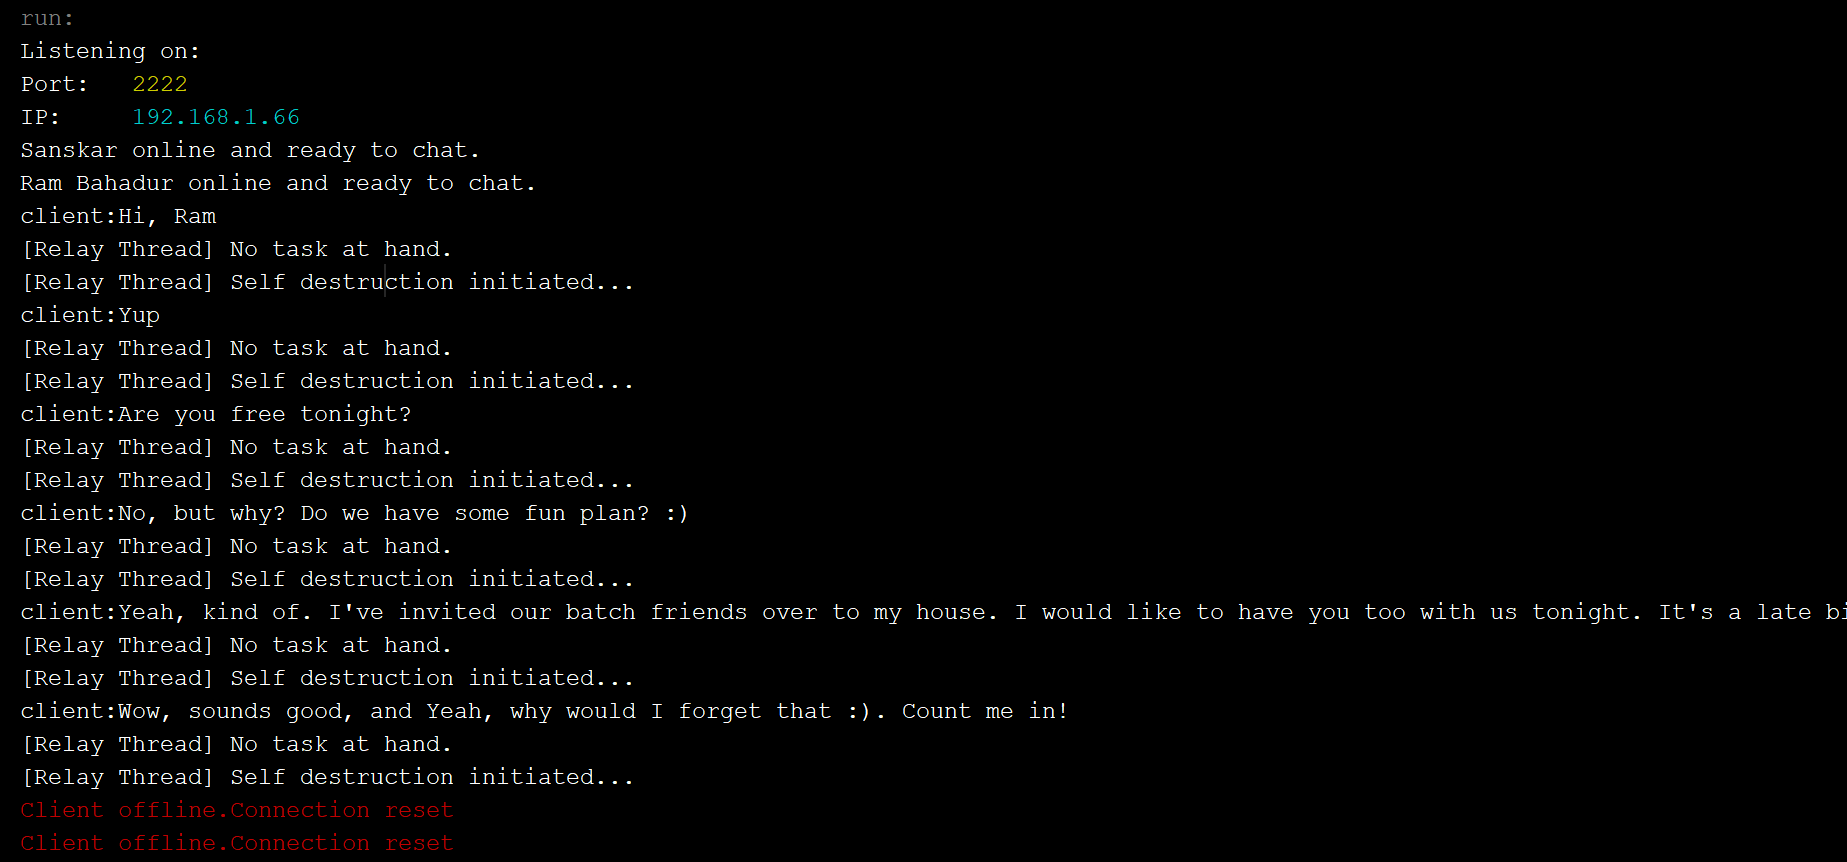 run:
Listening on:
Port:   2222
IP:     192.168.1.66
Sanskar online and ready to chat.
Ram Bahadur online and ready to chat.
client:Hi, Ram
[Relay Thread] No task at hand.
[Relay Thread] Self destruction initiated...
client:Yup
[Relay Thread] No task at hand.
[Relay Thread] Self destruction initiated...
client:Are you free tonight?
[Relay Thread] No task at hand.
[Relay Thread] Self destruction initiated...
client:No, but why? Do we have some fun plan? :)
[Relay Thread] No task at hand.
[Relay Thread] Self destruction initiated...
client:Yeah, kind of. I've invited our batch friends over to my house. I would like to have you too with us tonight. It's a late bi
[Relay Thread] No task at hand.
[Relay Thread] Self destruction initiated...
client:Wow, sounds good, and Yeah, why would I forget that :). Count me in!
[Relay Thread] No task at hand.
[Relay Thread] Self destruction initiated...
Client offline.Connection reset
Client offline.Connection reset